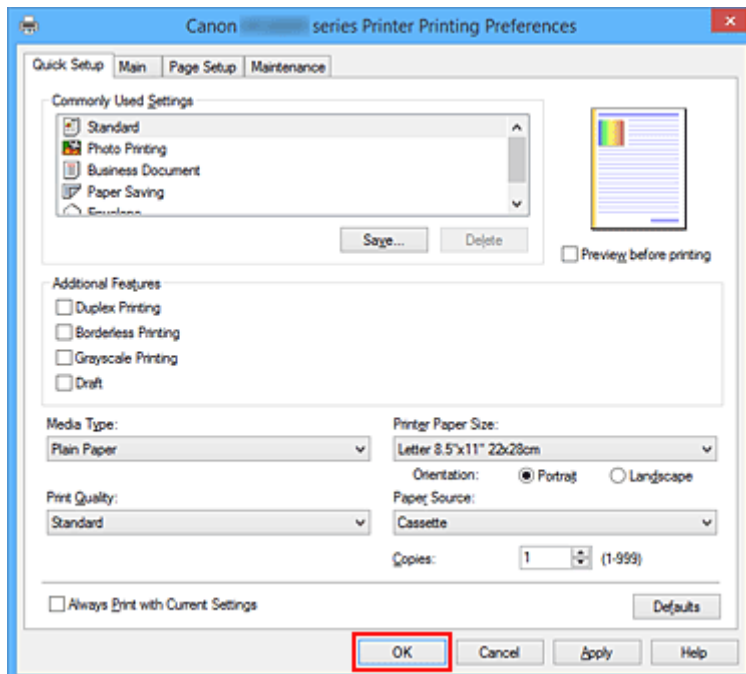 Canon series Printer Printing Preferences
Quick Setup Main Page Setup Maintenance
Commonly Used Settings
Standard
Photo Printing
Business Document
Paper Saving
Envelope
Save... Delete
Preview before printing
Additional Features
Duplex Printing
Borderless Printing
Grayscale Printing
Draft
Media Type:
Plain Paper
Printer Paper Size:
Letter 8.5"x11" 22x28cm
Orientation: Portrait Landscape
Print Quality:
Standard
Paper Source:
Cassette
Copies: 1 (1-999)
Always Print with Current Settings
Defaults
OK Cancel Apply Help